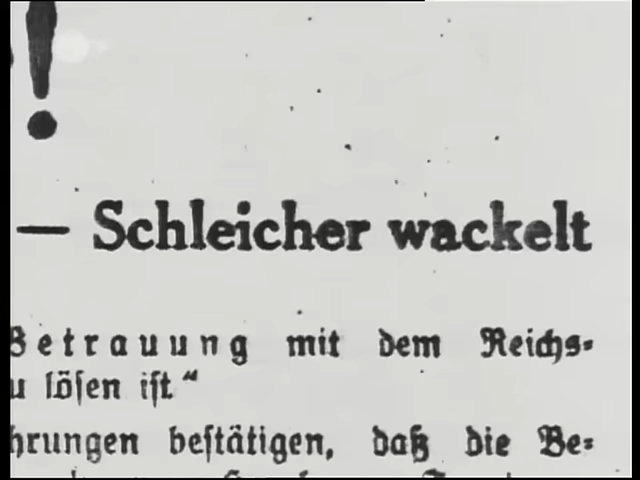 !
— Schleicher wackelt
Betrauung mit dem Reichs-
u lösen ist“
hrungen bestätigen, daß die Be-